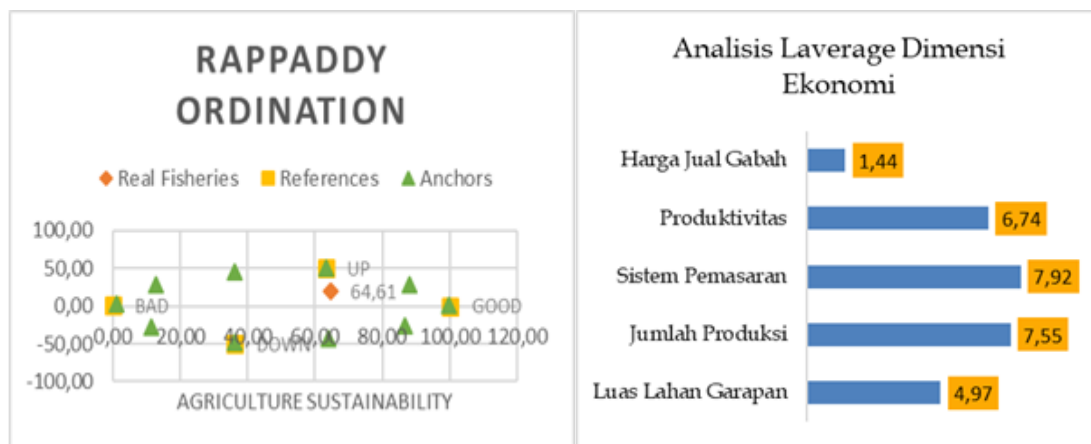 RAPPADDY
ORDINATION
Real Fisheries References Anchors
100,00
50,00
0,00
-50,00
-100,00
UP
64,61
BAD
GOOD
DOWN
0,00 20,00 40,00 60,00 80,00 100,00 120,00
AGRICULTURE SUSTAINABILITY
Analisis Laverage Dimensi
Ekonomi
Harga Jual Gabah 1,44
Produktivitas 6,74
Sistem Pemasaran 7,92
Jumlah Produksi 7,55
Luas Lahan Garapan 4,97